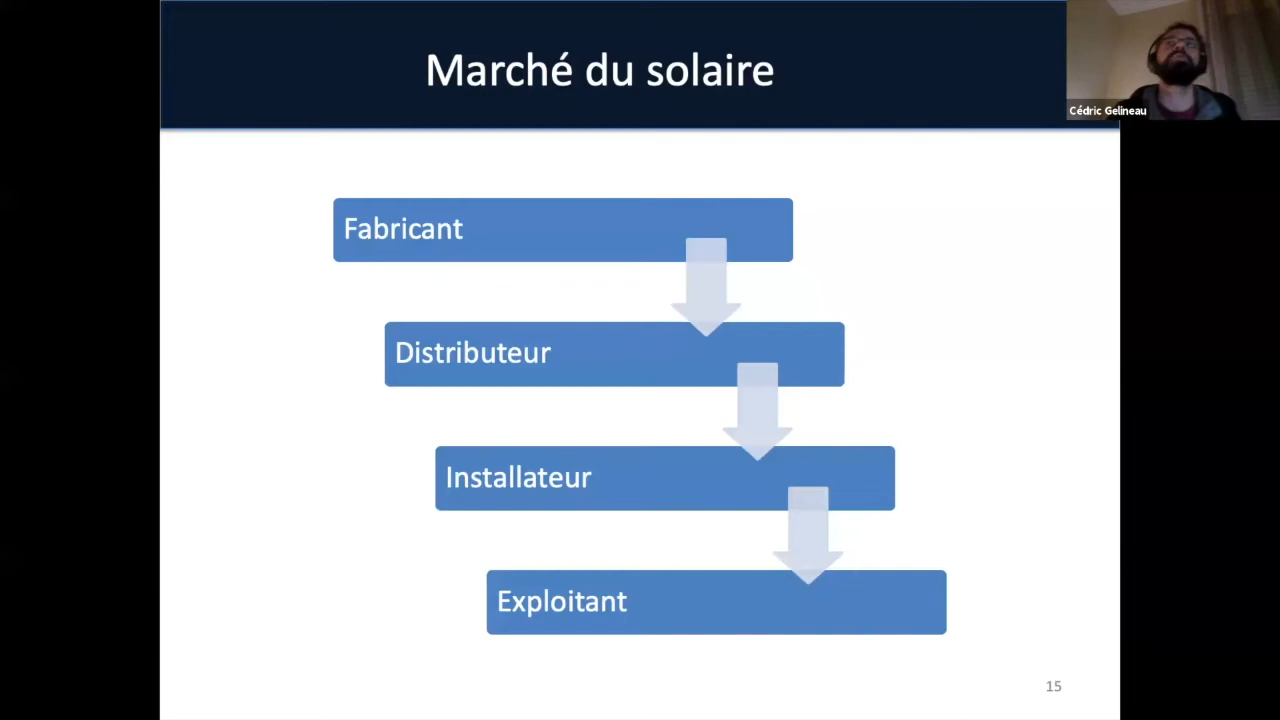 Marché du solaire
Cédric Gelineau
Fabricant
Distributeur
Installateur
Exploitant
15